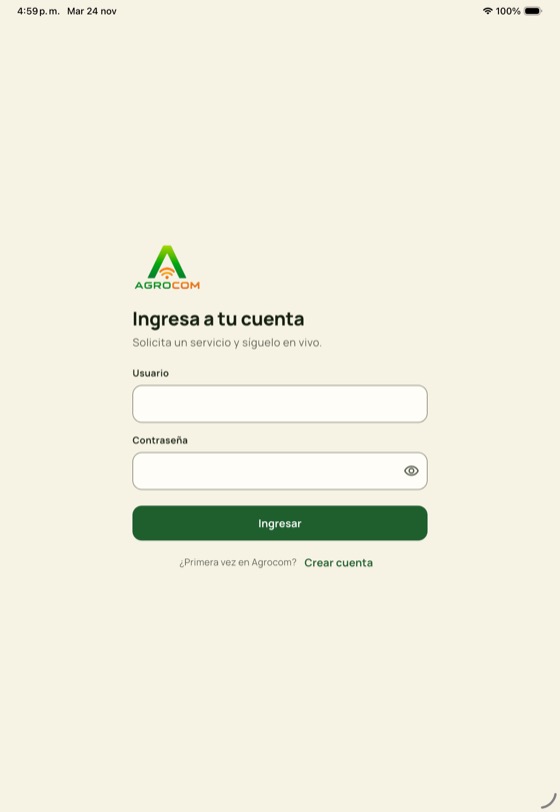 4:59 p. m. Mar 24 nov 100%
AGROCOM
Ingresa a tu cuenta
Solicita un servicio y síguelo en vivo.
Usuario
Contraseña
Ingresar
¿Primera vez en Agrocom? Crear cuenta